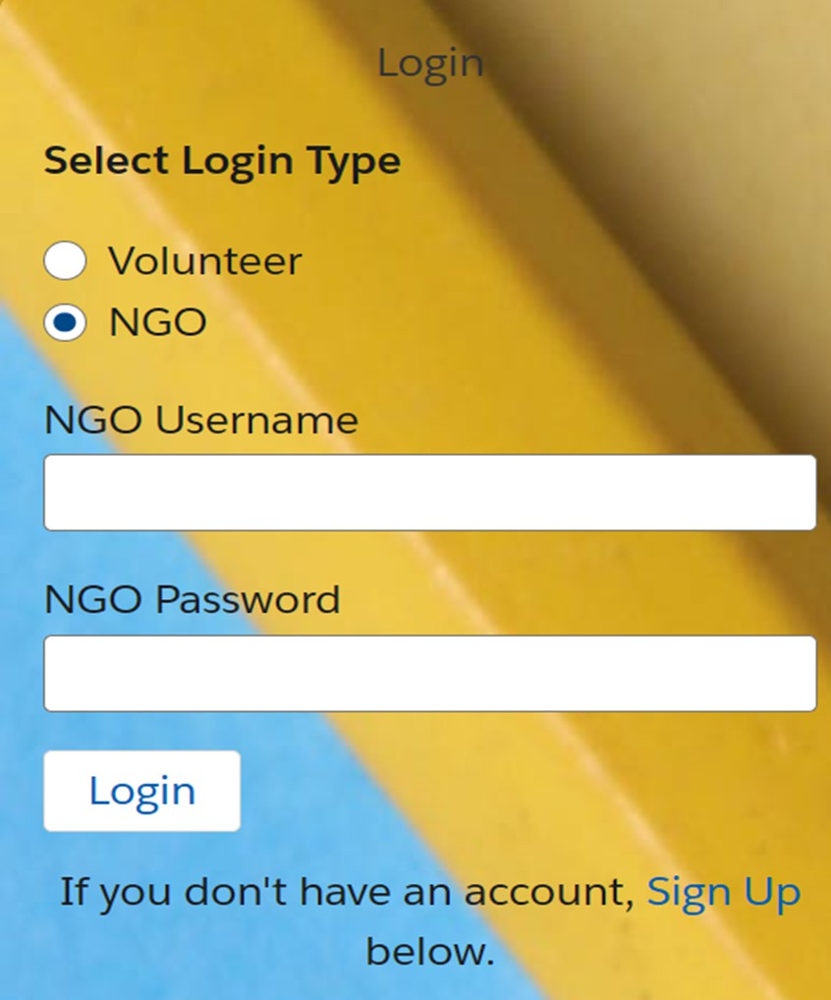 Login
Select Login Type
Volunteer
NGO
NGO Username
NGO Password
Login
If you don't have an account, Sign Up
below.